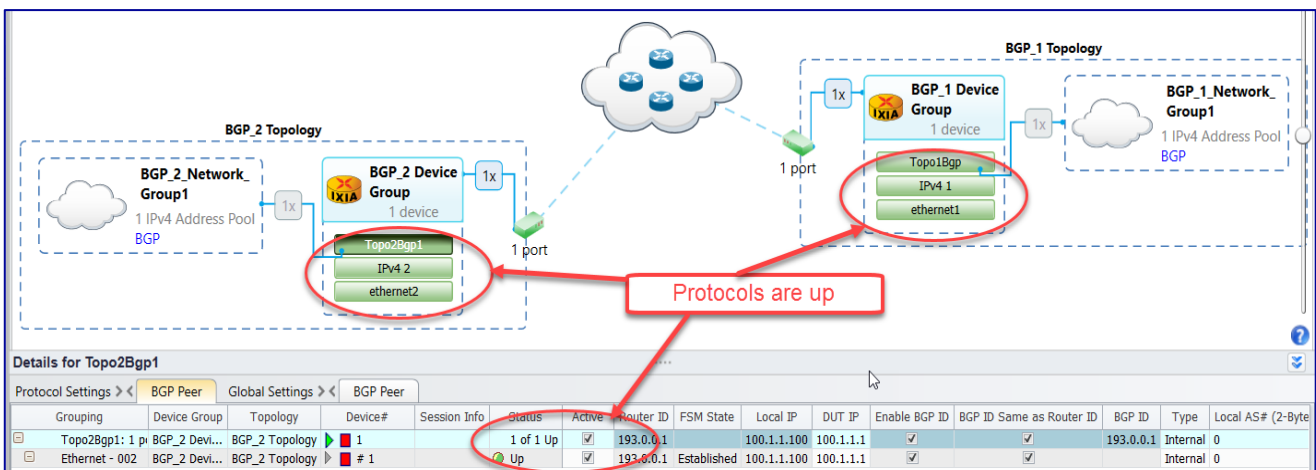 BGP_1 Topology
1x
IXIA
BGP_1 Device
Group
1 device
1x
BGP_1_Network_
Group1
1 IPv4 Address Pool
BGP
Topo1Bgp
IPv4 1
ethernet1
1 port
BGP_2 Topology
BGP_2_Network_
Group1
1 IPv4 Address Pool
BGP
1x
IXIA
BGP_2 Device
Group
1 device
1x
Topo2Bgp1
IPv4 2
ethernet2
1 port
Protocols are up
?
Details for Topo2Bgp1
Protocol Settings > < BGP Peer Global Settings > < BGP Peer
Grouping Device Group Topology Device# Session Info Status Active Router ID FSM State Local IP DUT IP Enable BGP ID BGP ID Same as Router ID BGP ID Type Local AS# (2-Byte
Topo2Bgp1: 1 p BGP_2 Devi... BGP_2 Topology 1 1 of 1 Up 193.0.0.1 100.1.1.100 100.1.1.1 193.0.0.1 Internal 0
Ethernet - 002 BGP_2 Devi... BGP_2 Topology # 1 Up 193.0.0.1 Established 100.1.1.100 100.1.1.1 Internal 0